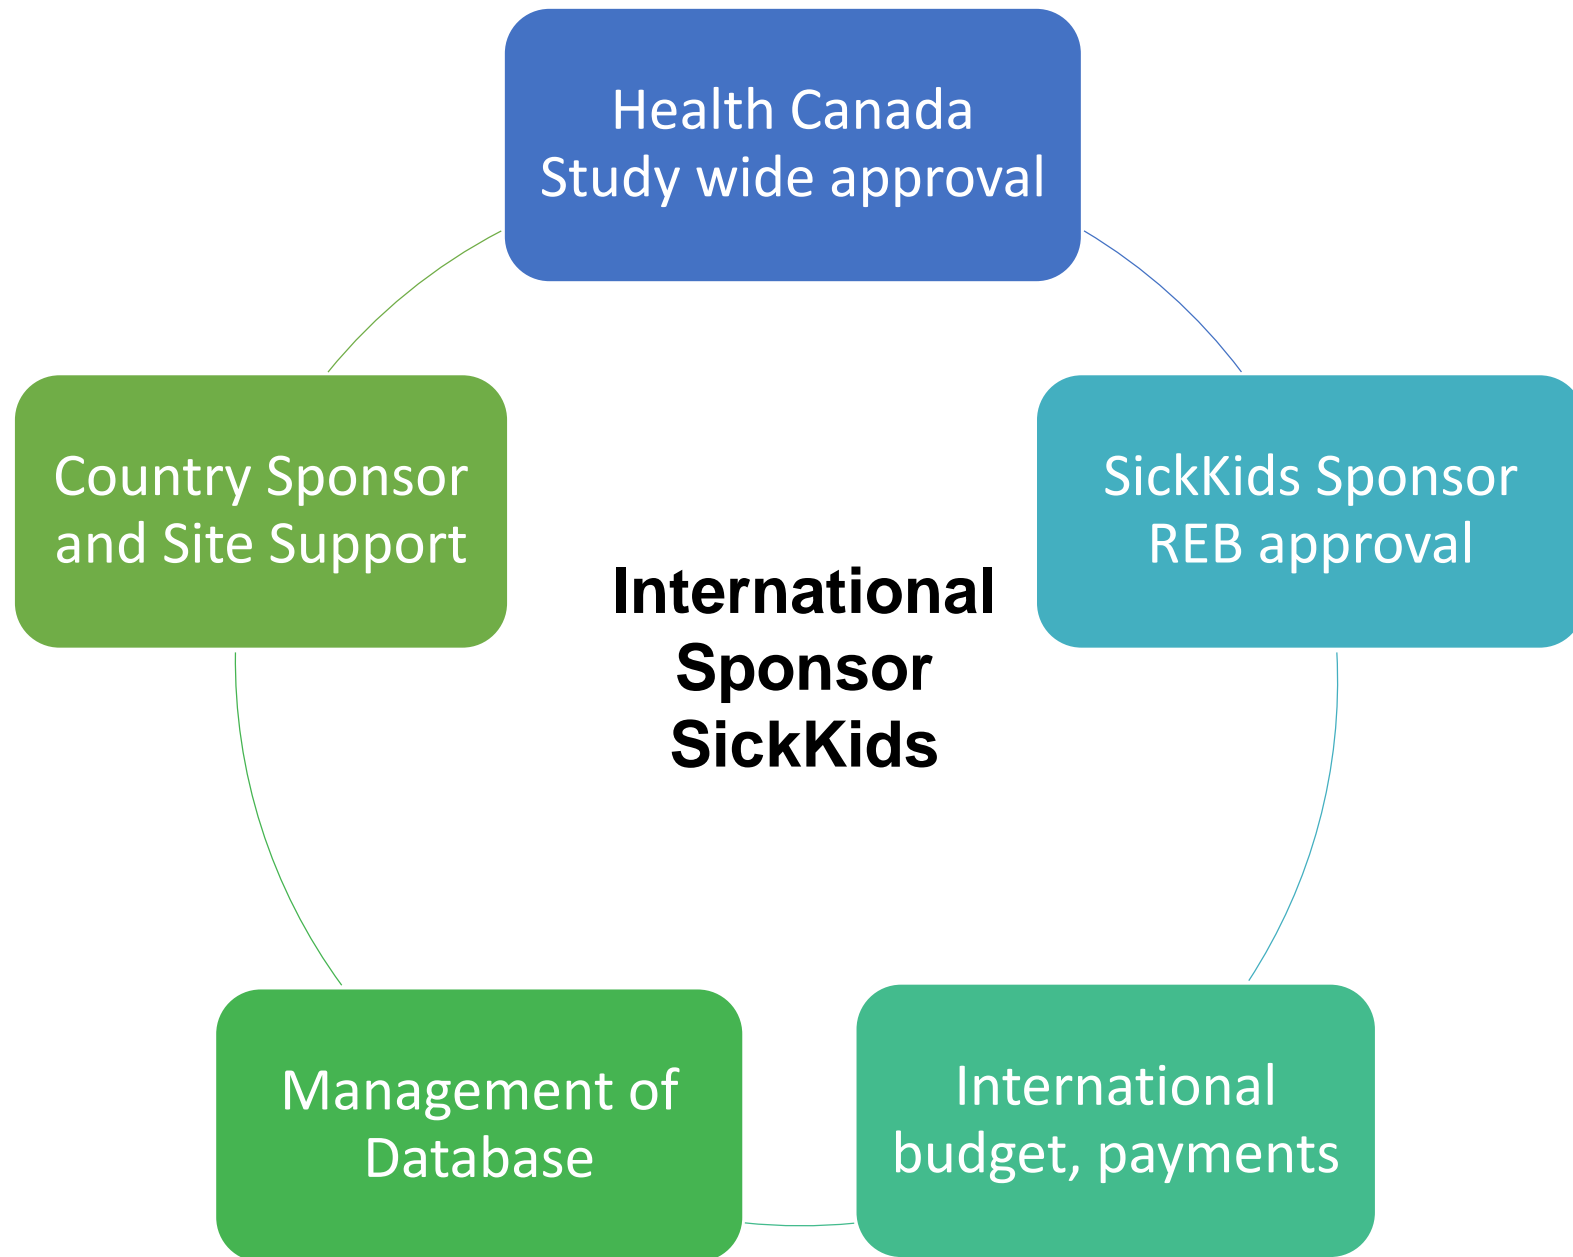 Health Canada
Study wide approval
Country Sponsor
and Site Support
SickKids Sponsor
REB approval
International
Sponsor
SickKids
Management of
Database
International
budget, payments